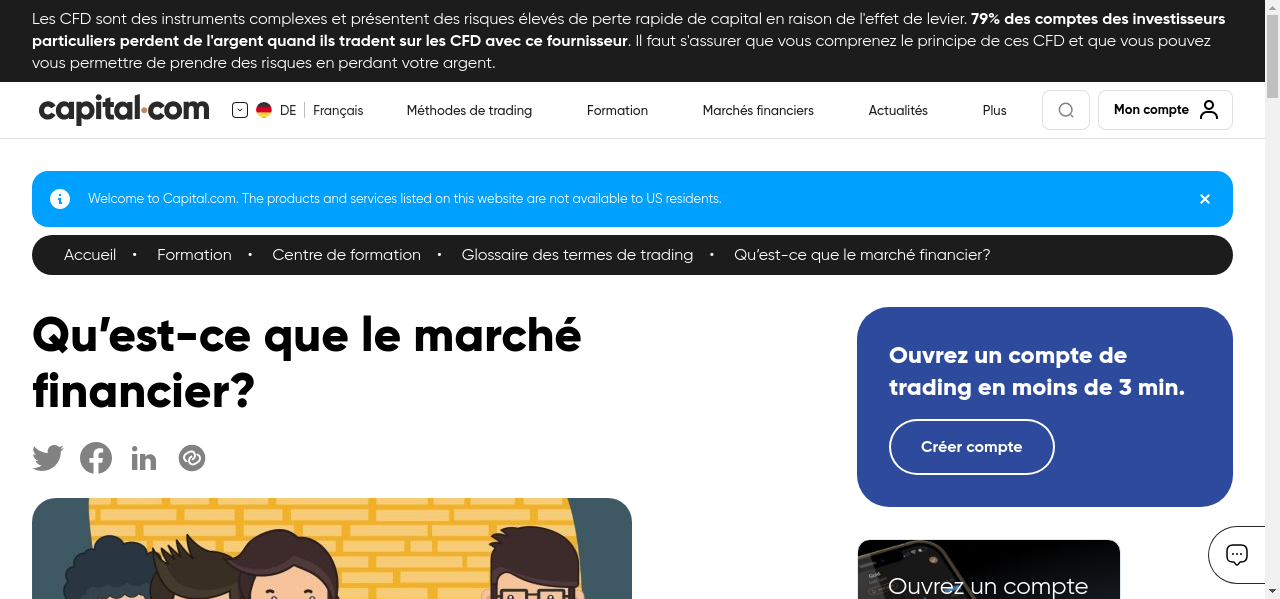 Les CFD sont des instruments complexes et présentent des risques élevés de perte rapide de capital en raison de l'effet de levier. 79% des comptes des investisseurs
particuliers perdent de l'argent quand ils tradent sur les CFD avec ce fournisseur. Il faut s'assurer que vous comprenez le principe de ces CFD et que vous pouvez
vous permettre de prendre des risques en perdant votre argent.
capital.com DE Français Méthodes de trading Formation Marchés financiers Actualités Plus Mon compte
Welcome to Capital.com. The products and services listed on this website are not available to US residents.
Accueil • Formation • Centre de formation • Glossaire des termes de trading • Qu’est-ce que le marché financier?
Qu’est-ce que le marché
financier?
Ouvrez un compte de
trading en moins de 3 min.
Créer compte
Ouvrez un compte